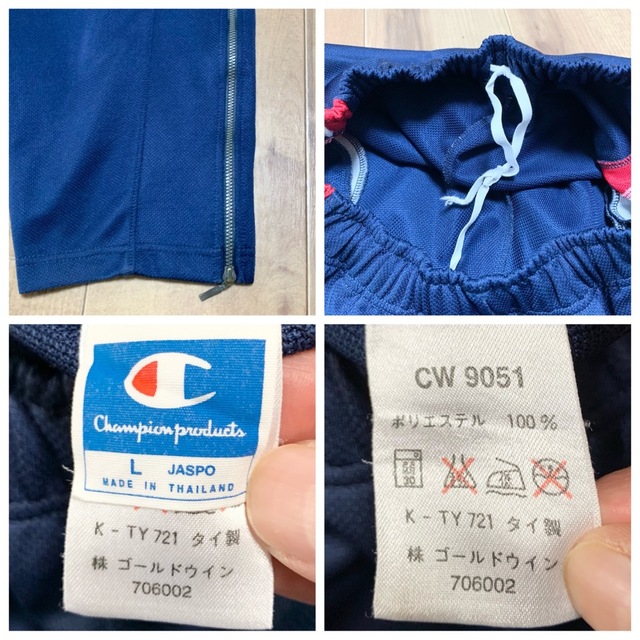 Champion products
L JASPO
MADE IN THAILAND
K - TY 721 タイ製
株 ゴールドウイン
706002
CW 9051
ポリエステル 100%
30
K - TY 721 タイ製
株 ゴールドウイン
706002